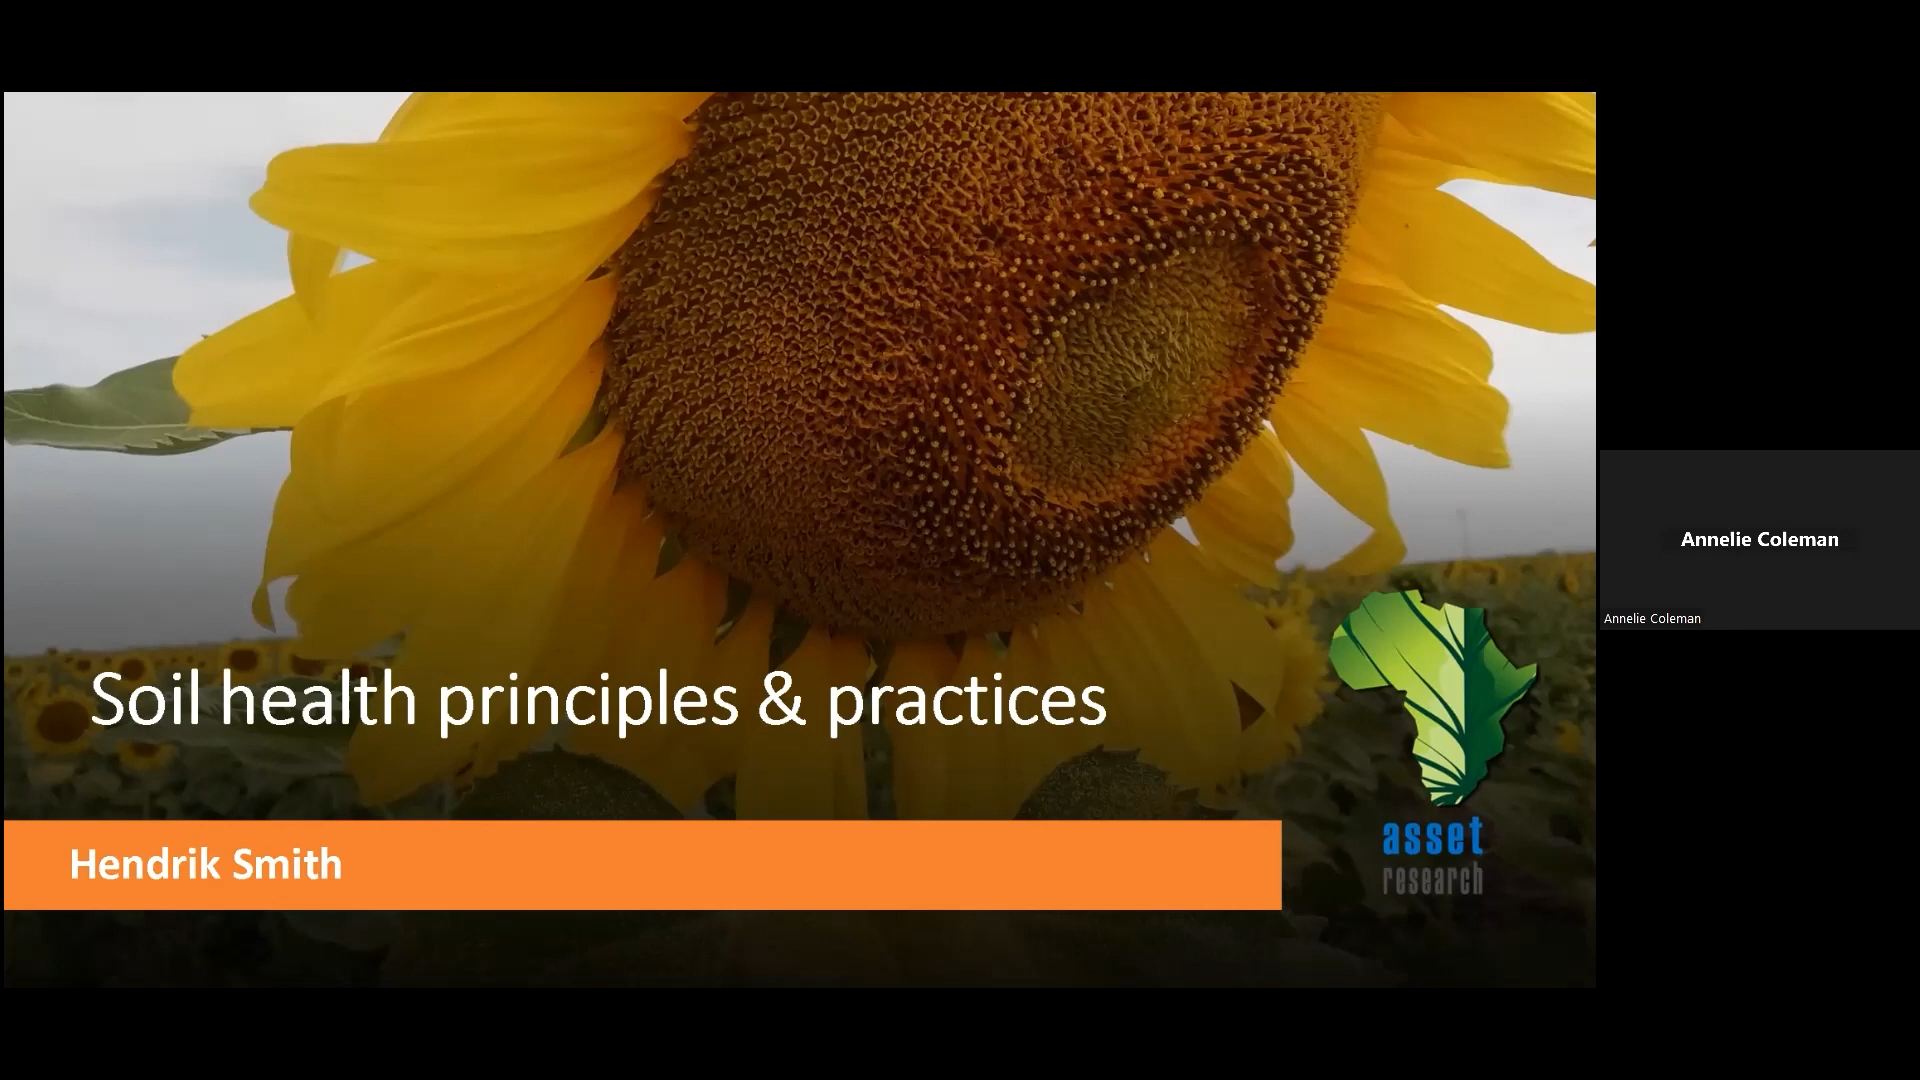 Soil health principles & practices
Hendrik Smith
asset
research
Annelie Coleman
Annelie Coleman